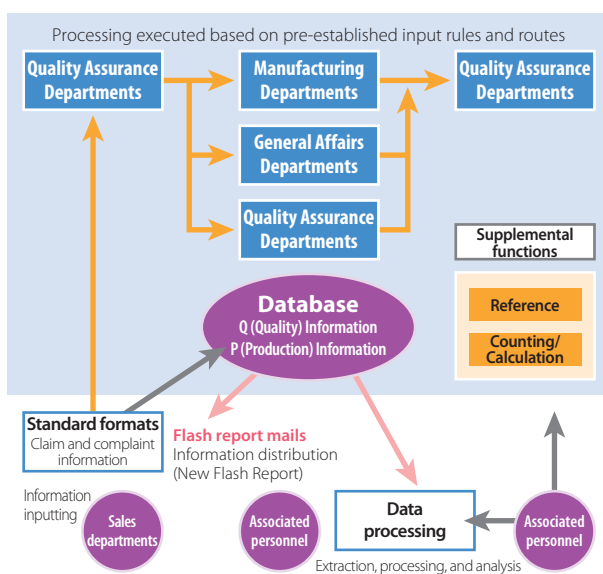 Processing executed based on pre-established input rules and routes
Quality Assurance
Departments
Manufacturing
Departments
Quality Assurance
Departments
General Affairs
Departments
Quality Assurance
Departments
Supplemental
functions
Reference
Counting/
Calculation
Database
Q (Quality) Information
P (Production) Information
Standard formats
Claim and complaint
information
Flash report mails
Information distribution
(New Flash Report)
Information
inputting
Sales
departments
Associated
personnel
Data
processing
Associated
personnel
Extraction, processing, and analysis